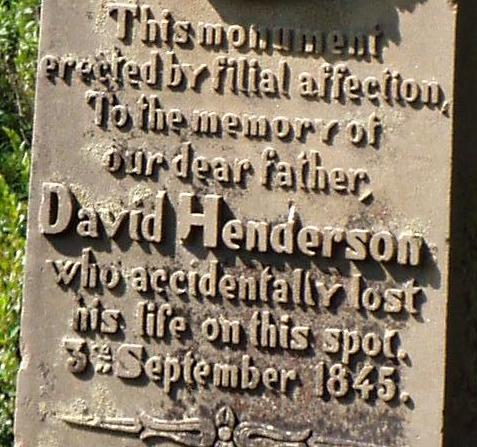 This monument
erected by filial affection,
To the memory of
our dear father,
David Henderson
who accidentally lost
his life on this spot.
3rd September 1845.